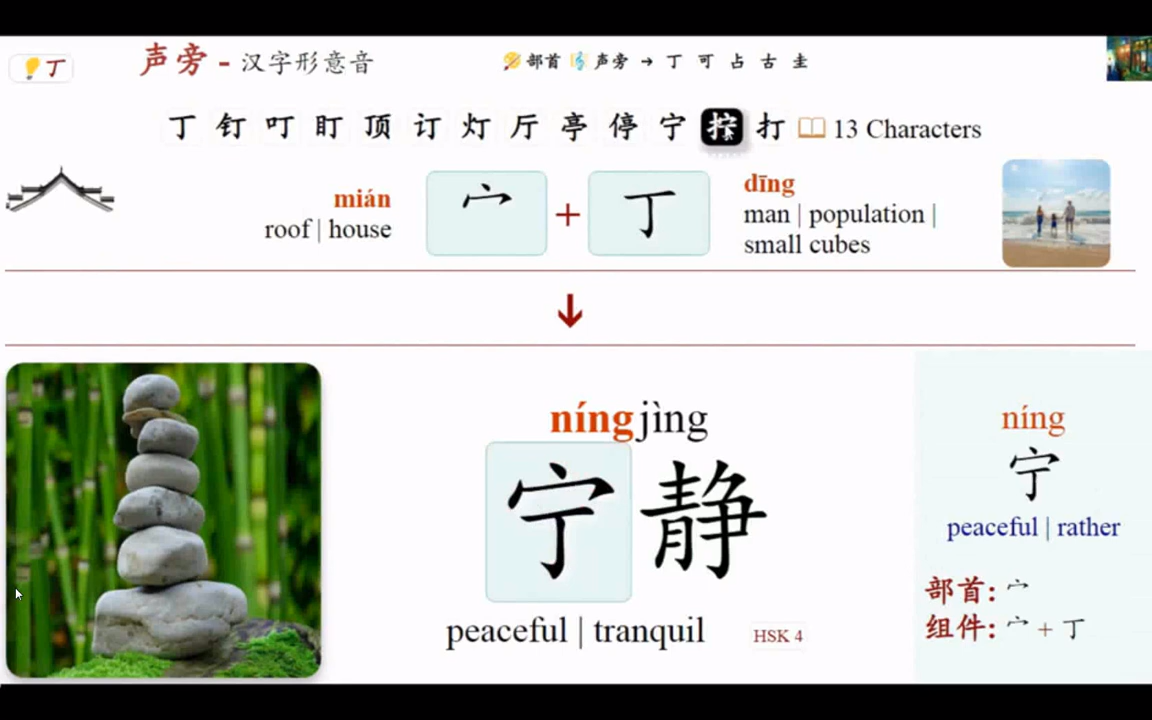 丁
声旁 - 汉字形意音
部首 声旁 → 丁 可 占 古 圭
丁 钉 叮 盯 顶 订 灯 厅 亭 停 宁 拧 打 13 Characters
mián
roof | house
宀 + 丁
dīng
man | population |
small cubes
níngjìng
宁静
peaceful | tranquil
HSK 4
níng
宁
peaceful | rather
部首: 宀
组件: 宀 + 丁